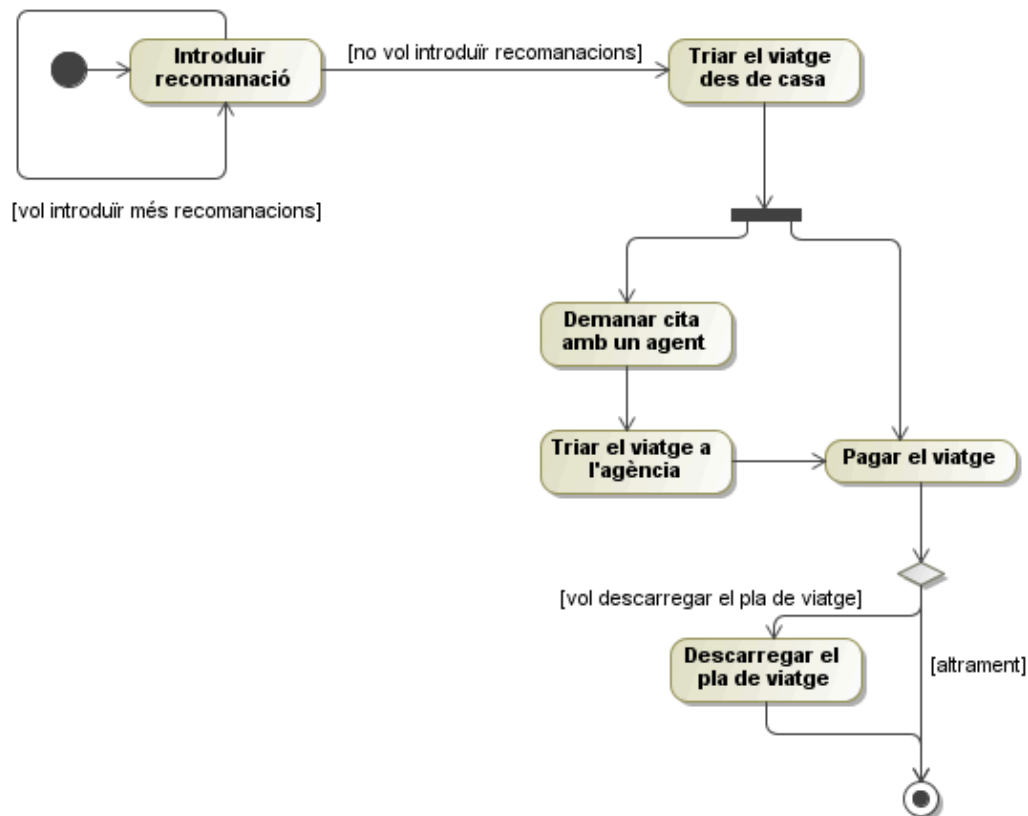 Introduir
recomanació
[no vol introduïr recomanacions]
Triar el viatge
des de casa
[vol introduïr més recomanacions]
Demanar cita
amb un agent
Triar el viatge a
l'agència
Pagar el viatge
[vol descarregar el pla de viatge]
Descarregar el
pla de viatge
[altrament]